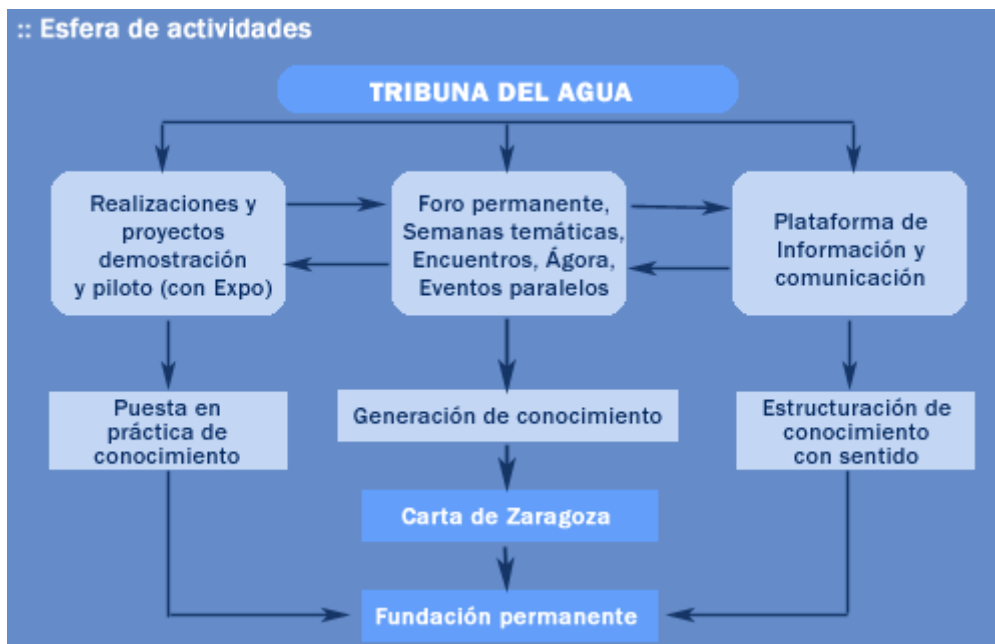 :: Esfera de actividades
TRIBUNA DEL AGUA
Realizaciones y
proyectos
demostración
y piloto (con Expo)
Foro permanente,
Semanas temáticas,
Encuentros, Ágora,
Eventos paralelos
Plataforma de
Información y
comunicación
Puesta en
práctica de
conocimiento
Generación de conocimiento
Estructuración de
conocimiento
con sentido
Carta de Zaragoza
Fundación permanente